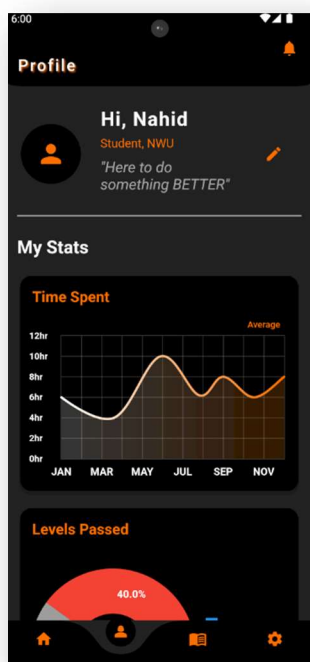 6:00
Profile
Hi, Nahid
Student, NWU
"Here to do
something BETTER"
My Stats
Time Spent
Average
12hr
10hr
8hr
6hr
4hr
2hr
0hr
JAN MAR MAY JUL SEP NOV
Levels Passed
40.0%